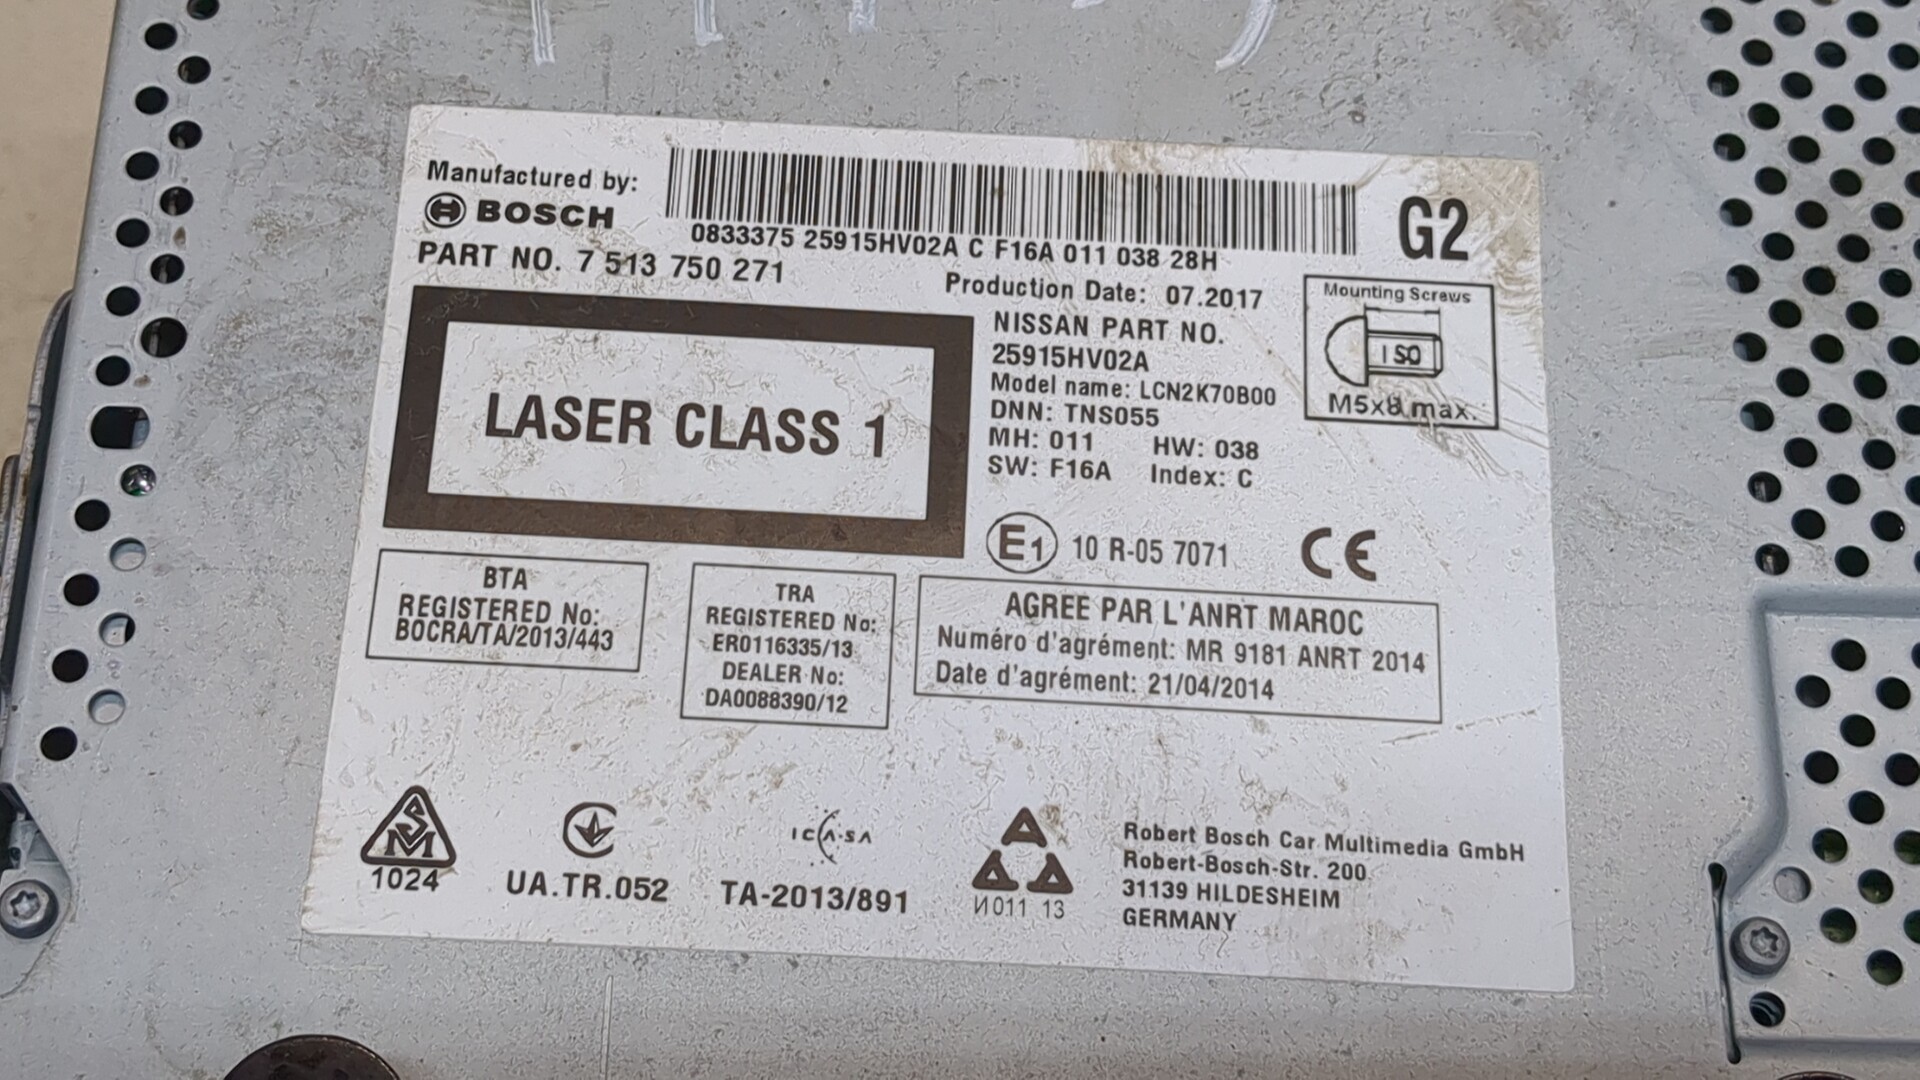 Manufactured by:
BOSCH
0833375 25915HV02A C F16A 011 038 28H
G2
PART NO. 7 513 750 271
Production Date: 07.2017
Mounting Screws
ISO
M5x8 max.
LASER CLASS 1
NISSAN PART NO.
25915HV02A
Model name: LCN2K70B00
DNN: TNS055
MH: 011 HW: 038
SW: F16A Index: C
E1 10 R-05 7071 CE
BTA
REGISTERED No:
BOCRA/TA/2013/443
TRA
REGISTERED No:
ER0116335/13
DEALER No:
DA0088390/12
AGREE PAR L'ANRT MAROC
Numéro d'agrément: MR 9181 ANRT 2014
Date d'agrément: 21/04/2014
SM
1024
UA.TR.052
ICASA
TA-2013/891
И011 13
Robert Bosch Car Multimedia GmbH
Robert-Bosch-Str. 200
31139 HILDESHEIM
GERMANY